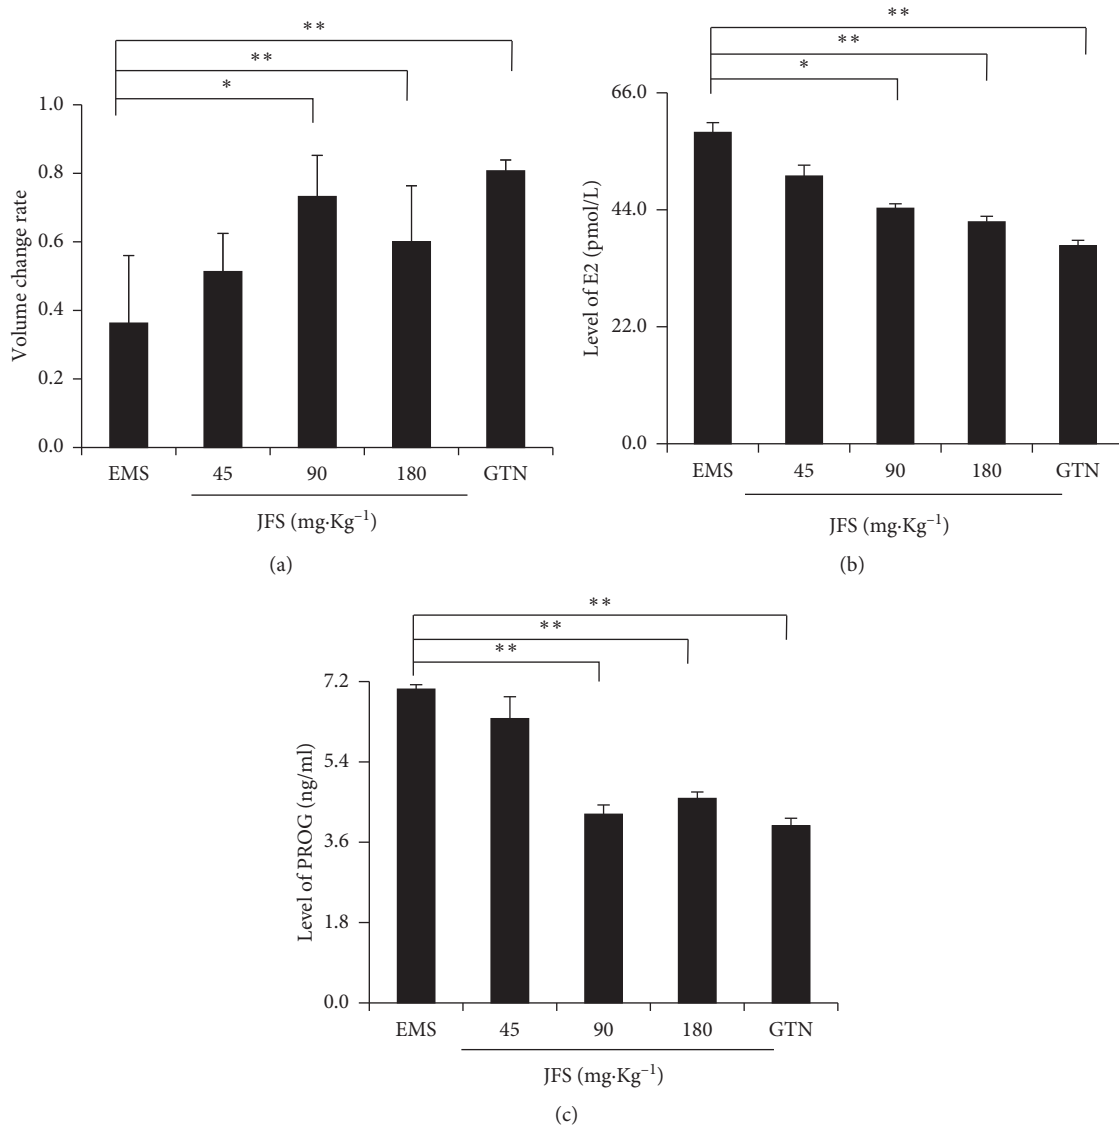 **
**
*
1.0
0.8
0.6
0.4
0.2
0.0
Volume change rate
EMS 45 90 180 GTN
JFS (mg·Kg⁻¹)
(a)
**
**
*
66.0
44.0
22.0
0.0
Level of E2 (pmol/L)
EMS 45 90 180 GTN
JFS (mg·Kg⁻¹)
(b)
**
**
**
7.2
5.4
3.6
1.8
0.0
Level of PROG (ng/ml)
EMS 45 90 180 GTN
JFS (mg·Kg⁻¹)
(c)